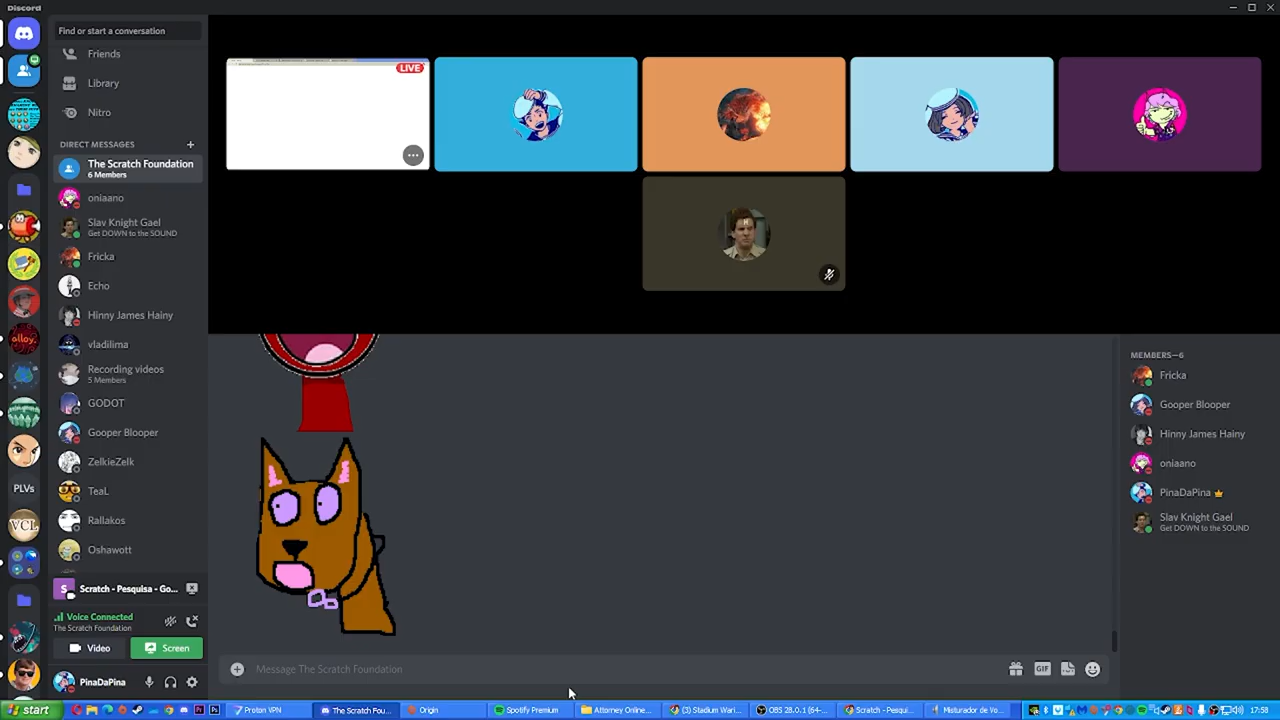 Discord
Find or start a conversation
Friends
Library
Nitro
DIRECT MESSAGES
The Scratch Foundation
6 Members
oniaano
Slav Knight Gael
Get DOWN to the SOUND
Fricka
Echo
Hinny James Hainy
vladilima
Recording videos
5 Members
GODOT
Gooper Blooper
ZelkieZelk
TeaL
Rallakos
Oshawott
alloy.
PLVs
VCL
S
Scratch - Pesquisa - Go...
Voice Connected
The Scratch Foundation
Video
Screen
PinaDaPina
LIVE
Message The Scratch Foundation
GIF
MEMBERS—6
Fricka
Gooper Blooper
Hinny James Hainy
oniaano
PinaDaPina
Slav Knight Gael
Get DOWN to the SOUND
start
Proton VPN
The Scratch Fou...
Origin
Spotify Premium
Attorney Online...
(3) Stadium Wari...
OBS 28.0.1 (64-...
Scratch - Pesqui...
Misturador de Vo...
17:58